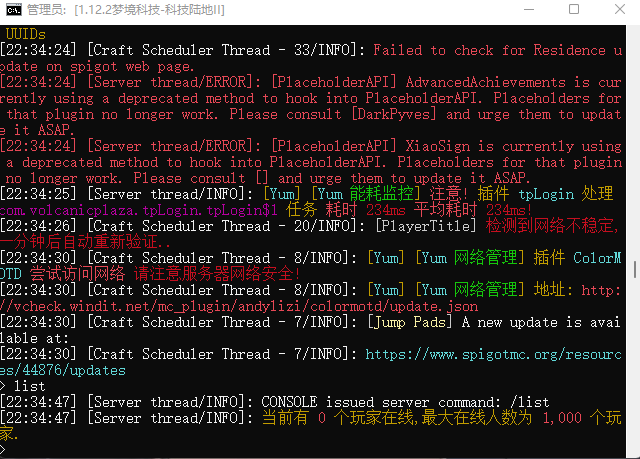 管理员: [1.12.2梦境科技-科技陆地II]
UUIDs
[22:34:24] [Craft Scheduler Thread - 33/INFO]: Failed to check for Residence u
pdate on spigot web page.
[22:34:24] [Server thread/ERROR]: [PlaceholderAPI] AdvancedAchievements is cur
rently using a deprecated method to hook into PlaceholderAPI. Placeholders for
that plugin no longer work. Please consult [DarkPyves] and urge them to updat
e it ASAP.
[22:34:24] [Server thread/ERROR]: [PlaceholderAPI] XiaoSign is currently using
a deprecated method to hook into PlaceholderAPI. Placeholders for that plugin
no longer work. Please consult [] and urge them to update it ASAP.
[22:34:25] [Server thread/INFO]: [Yum] [Yum 能耗监控] 注意! 插件 tpLogin 处理
com.volcanicplaza.tpLogin.tpLogin$1 任务 耗时 234ms 平均耗时 234ms!
[22:34:26] [Craft Scheduler Thread - 20/INFO]: [PlayerTitle] 检测到网络不稳定,
一分钟后自动重新验证..
[22:34:30] [Craft Scheduler Thread - 8/INFO]: [Yum] [Yum 网络管理] 插件 ColorM
OTD 尝试访问网络 请注意服务器网络安全!
[22:34:30] [Craft Scheduler Thread - 8/INFO]: [Yum] [Yum 网络管理] 地址: http:
//vcheck.windit.net/mc_plugin/andylizi/colormotd/update.json
[22:34:30] [Craft Scheduler Thread - 7/INFO]: [Jump Pads] A new update is avai
lable at:
[22:34:30] [Craft Scheduler Thread - 7/INFO]: https://www.spigotmc.org/resourc
es/44876/updates
> list
[22:34:47] [Server thread/INFO]: CONSOLE issued server command: /list
[22:34:47] [Server thread/INFO]: 当前有 0 个玩家在线,最大在线人数为 1,000 个玩
家.
>